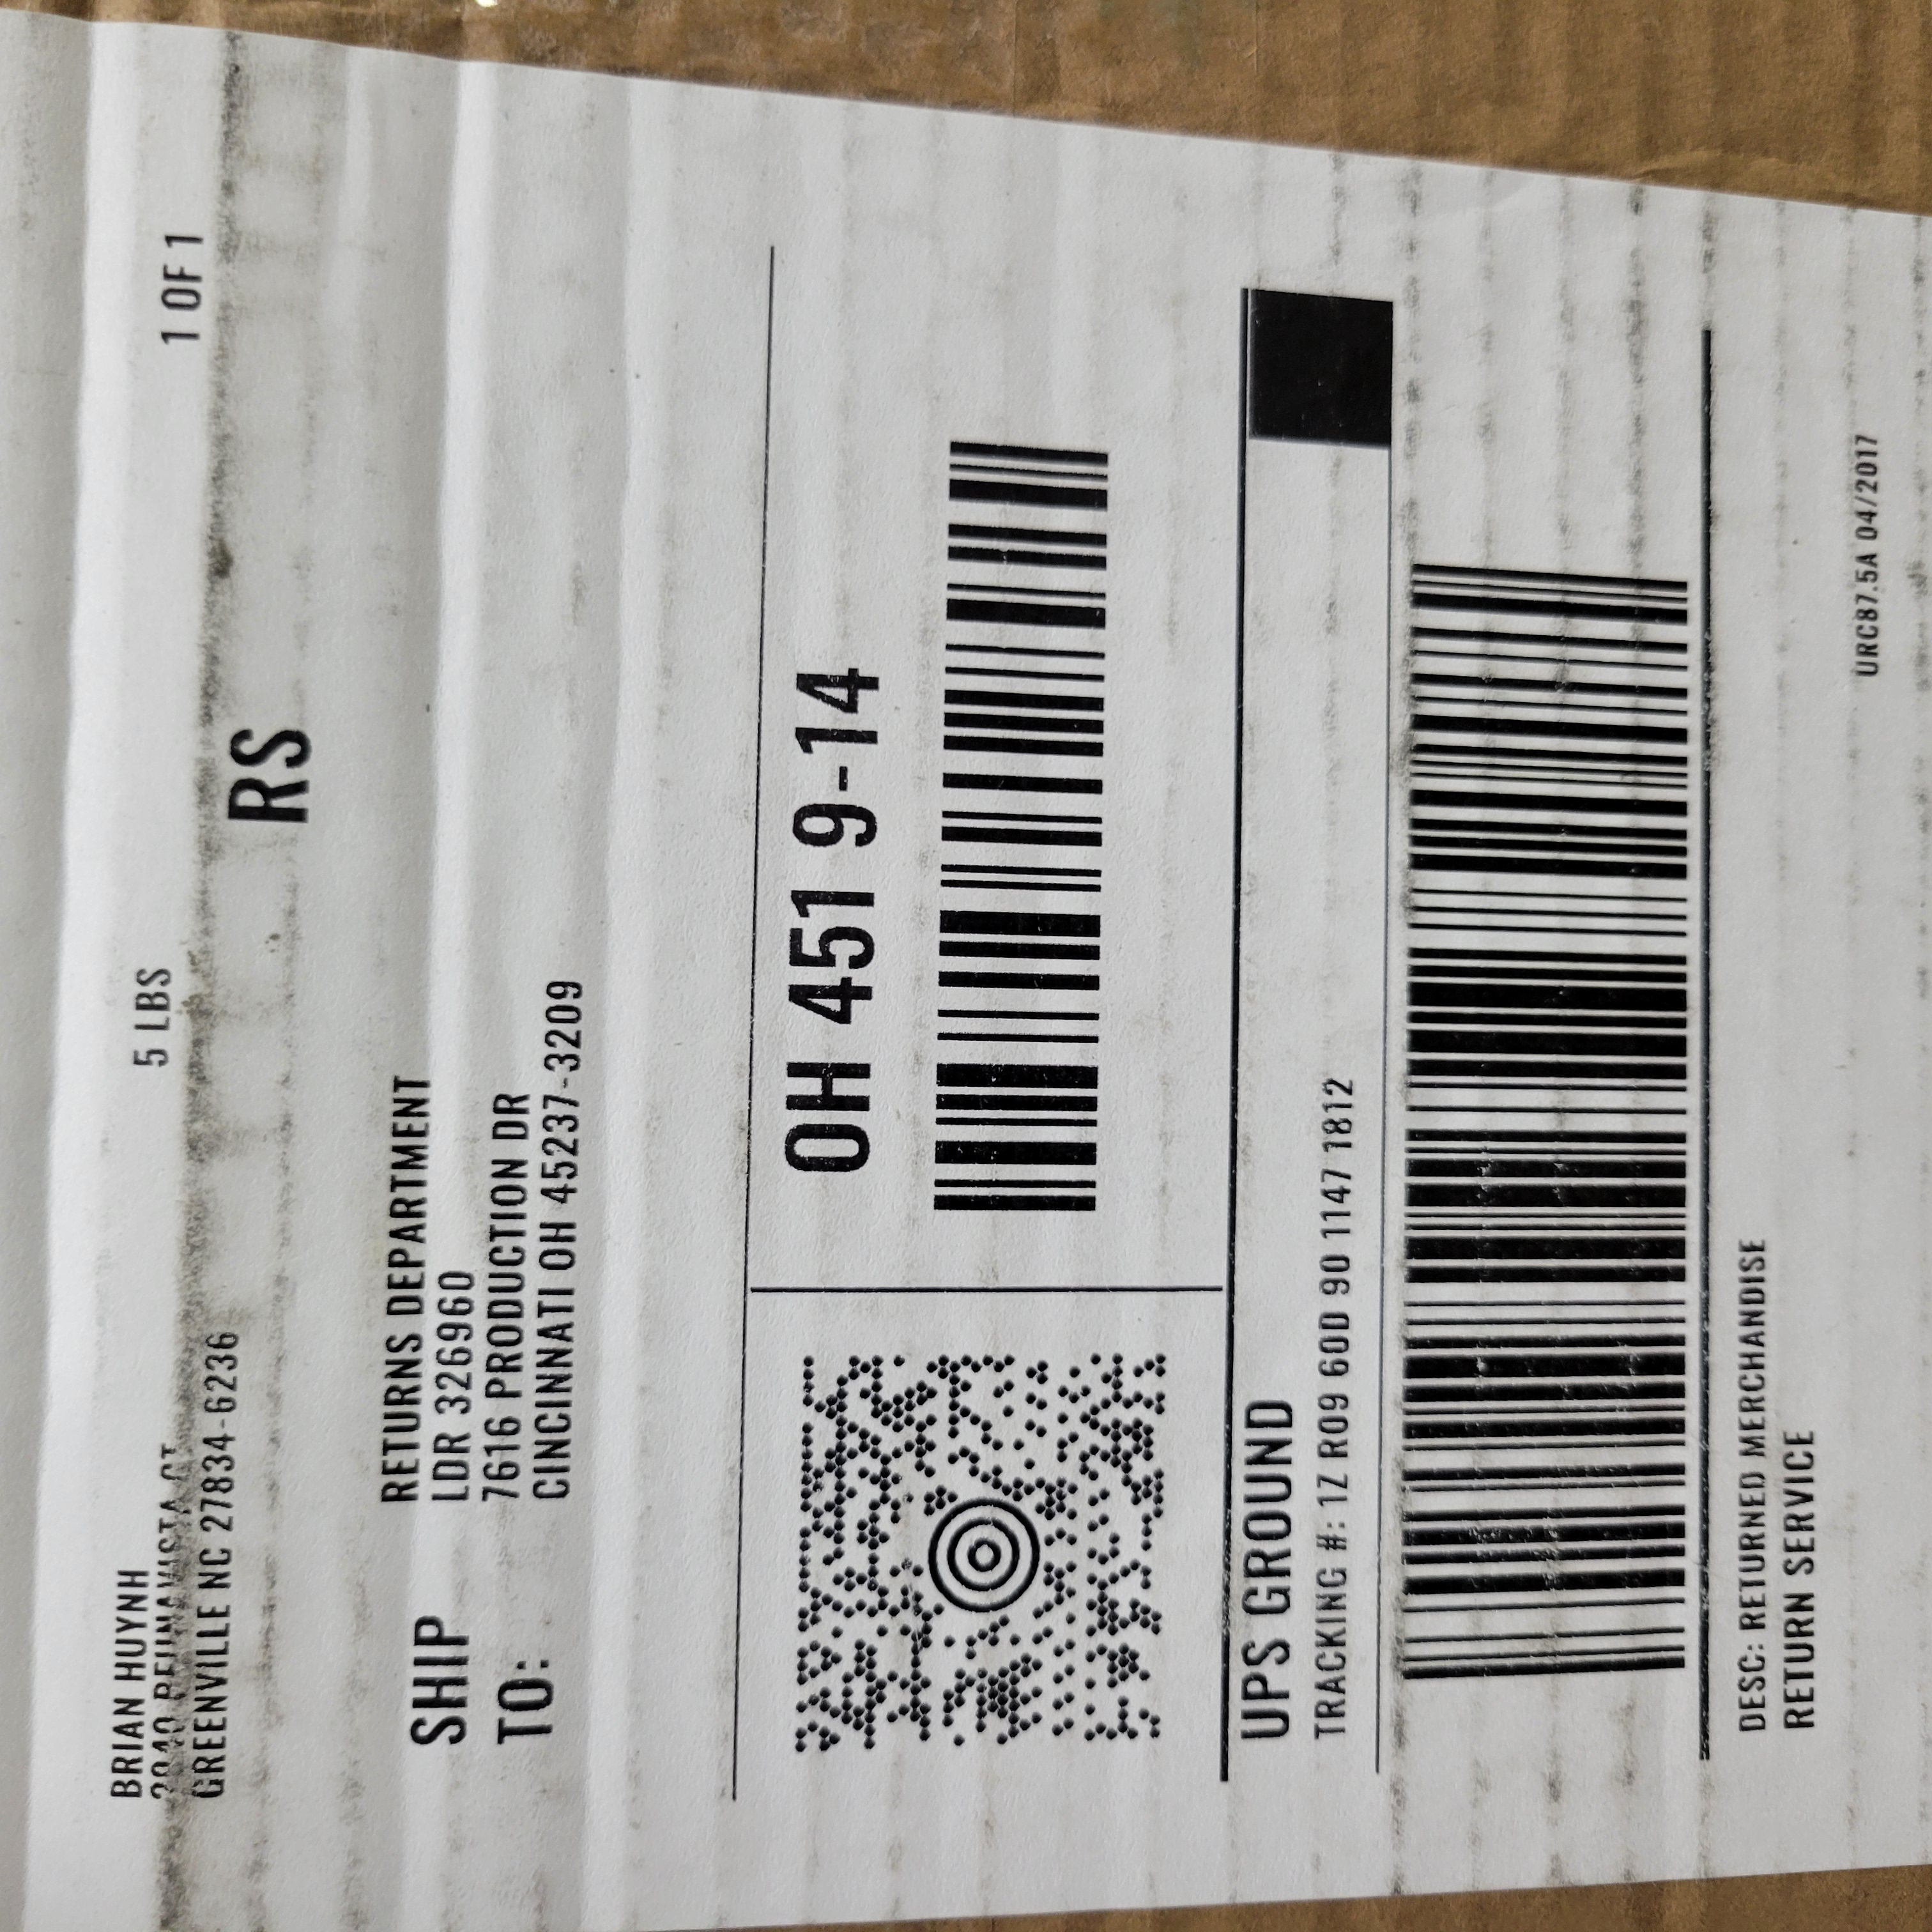 BRIAN HUYNH
5 LBS
1 OF 1
CT
GREENVILLE NC 27834-6236
RS
SHIP
TO:
RETURNS DEPARTMENT
LDR 3269960
7616 PRODUCTION DR
CINCINNATI OH 45237-3209
OH 451 9-14
UPS GROUND
TRACKING #: 1Z R09 60D 90 1147 1812
DESC: RETURNED MERCHANDISE
RETURN SERVICE
URC87.5A 04/2017